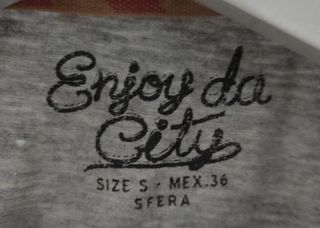 Enjoy da
City
SIZE S - MEX.36
SFERA